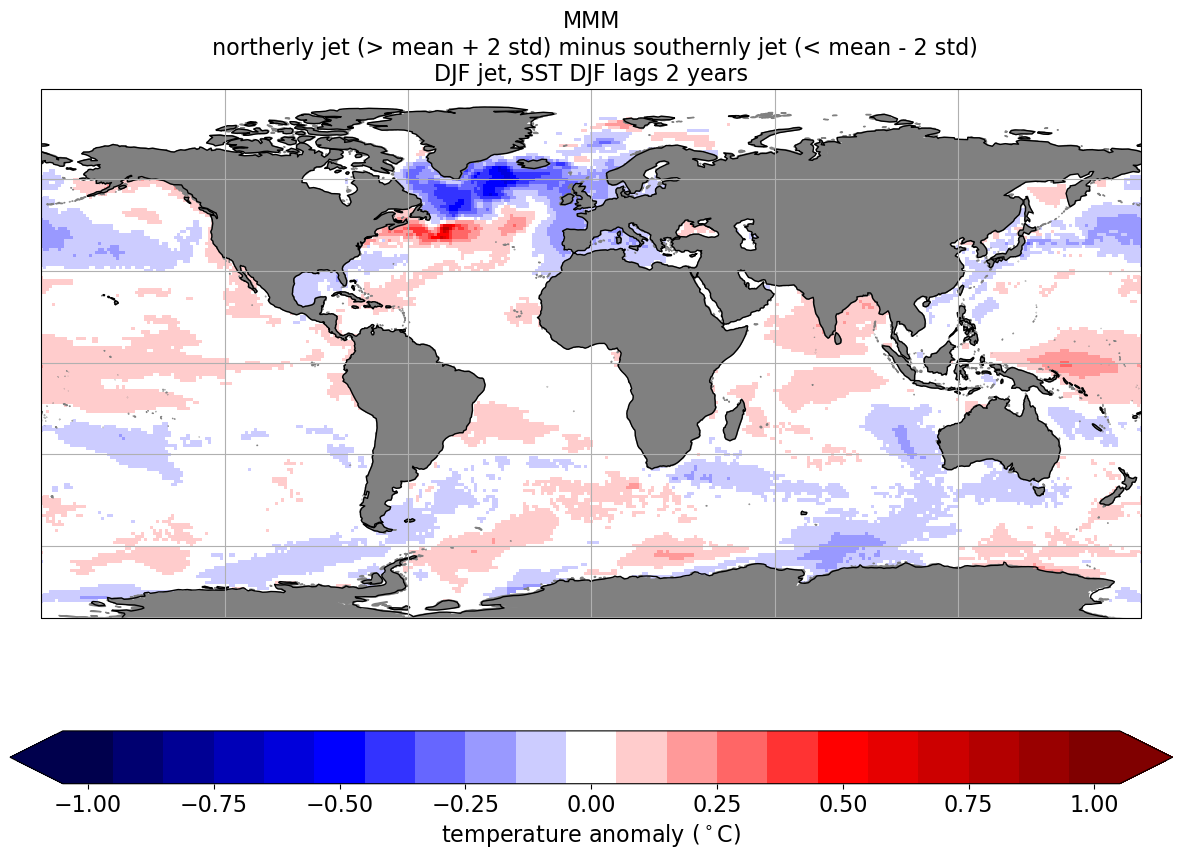 MMM
northerly jet (> mean + 2 std) minus southernly jet (< mean - 2 std)
DJF jet, SST DJF lags 2 years
−1.00 −0.75 −0.50 −0.25 0.00 0.25 0.50 0.75 1.00
temperature anomaly (°C)